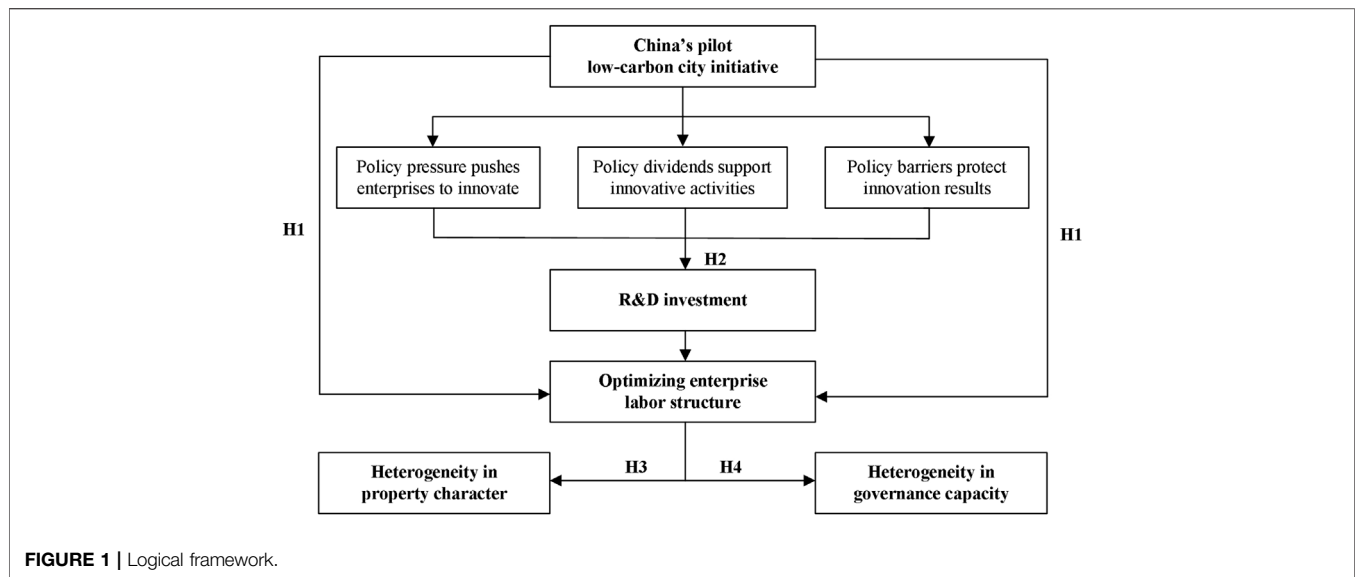 China's pilot
low-carbon city initiative
Policy pressure pushes
enterprises to innovate
Policy dividends support
innovative activities
Policy barriers protect
innovation results
H1
H1
H2
R&D investment
Optimizing enterprise
labor structure
H3
H4
Heterogeneity in
property character
Heterogeneity in
governance capacity
FIGURE 1 | Logical framework.